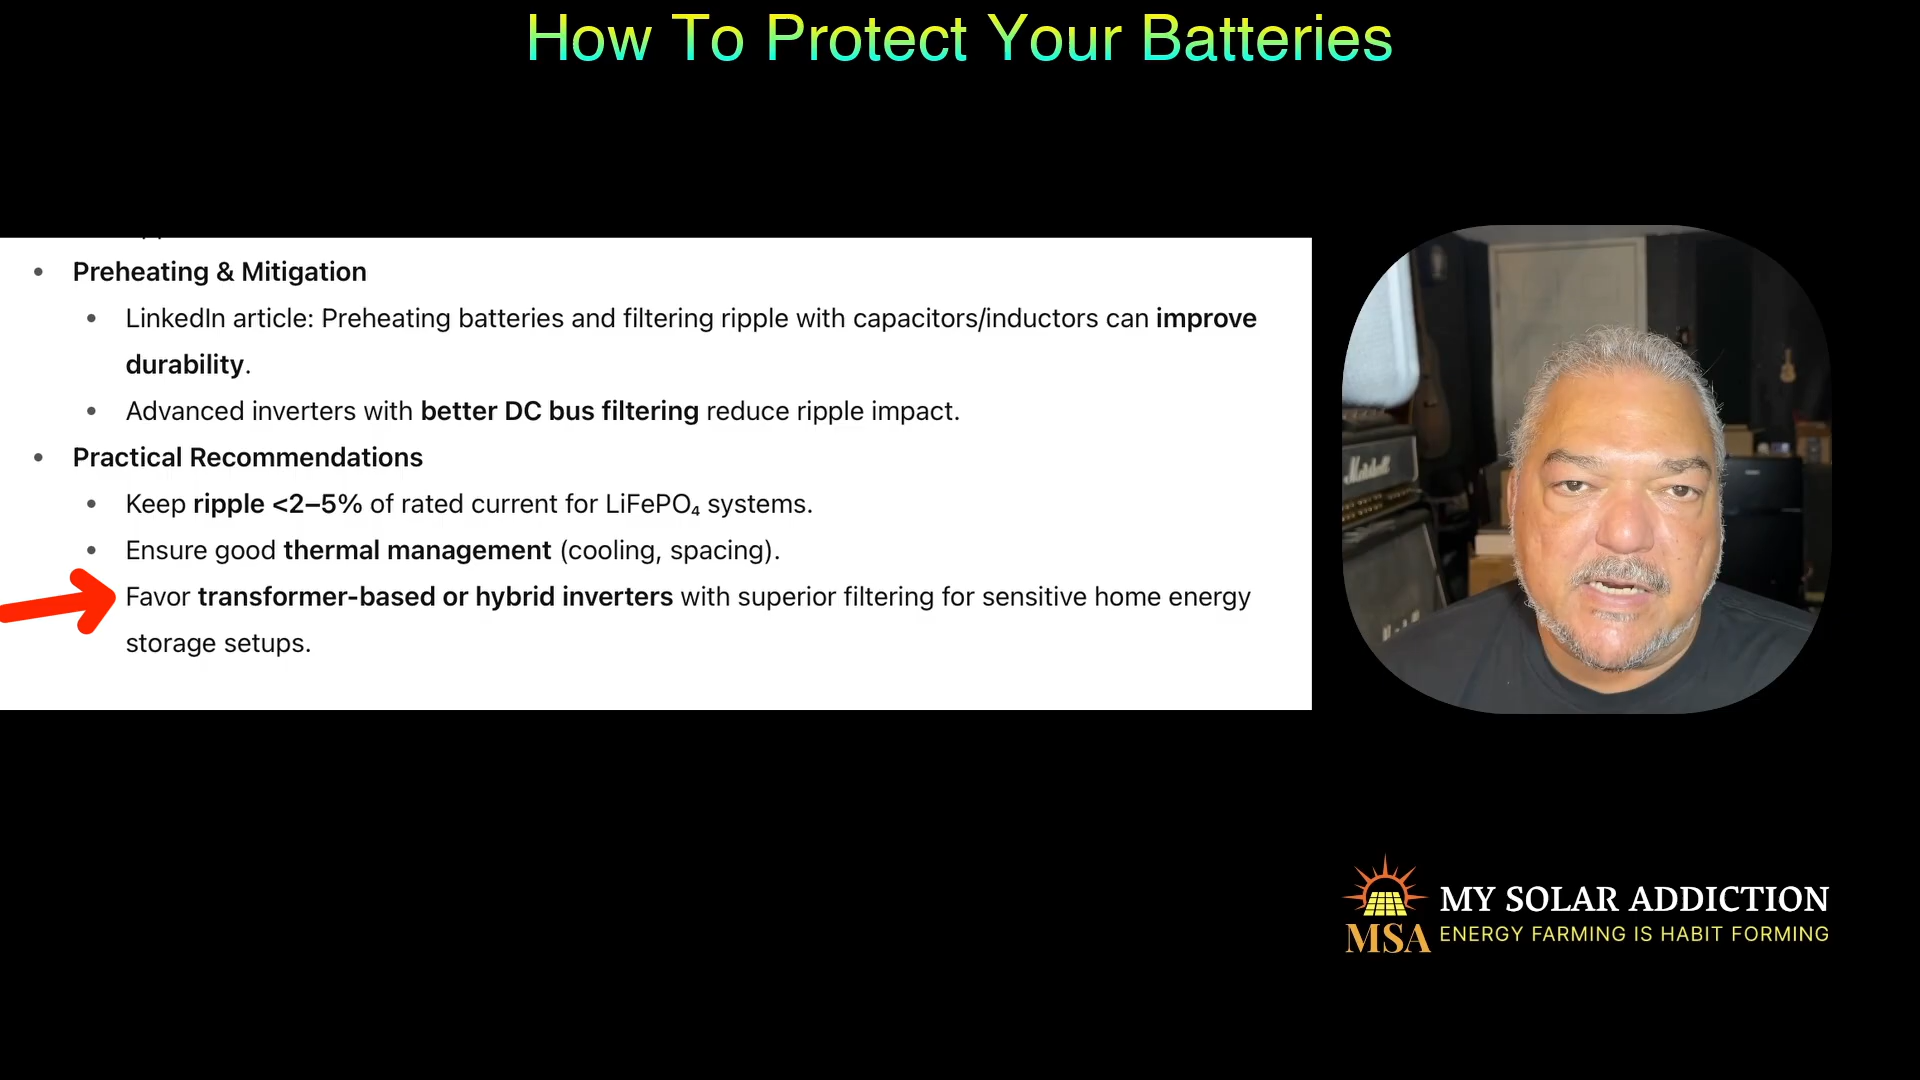 How To Protect Your Batteries
• Preheating & Mitigation
• LinkedIn article: Preheating batteries and filtering ripple with capacitors/inductors can improve
durability.
• Advanced inverters with better DC bus filtering reduce ripple impact.
• Practical Recommendations
• Keep ripple <2–5% of rated current for LiFePO₄ systems.
• Ensure good thermal management (cooling, spacing).
Favor transformer-based or hybrid inverters with superior filtering for sensitive home energy
storage setups.
Marshall
MY SOLAR ADDICTION
MSA ENERGY FARMING IS HABIT FORMING